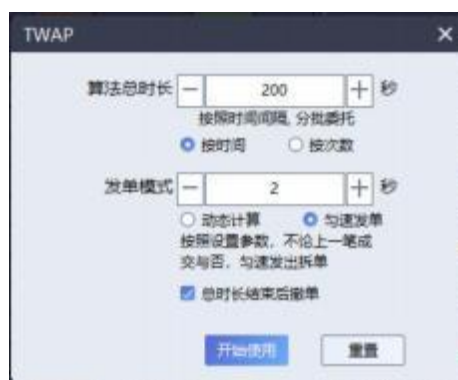 TWAP
算法总时长 200 秒
按照时间间隔, 分批委托
按时间 按次数
发单模式 2 秒
动态计算 匀速发单
按照设置参数，不论上一笔成
交与否，匀速发出拆单
总时长结束后撤单
开始使用 重置